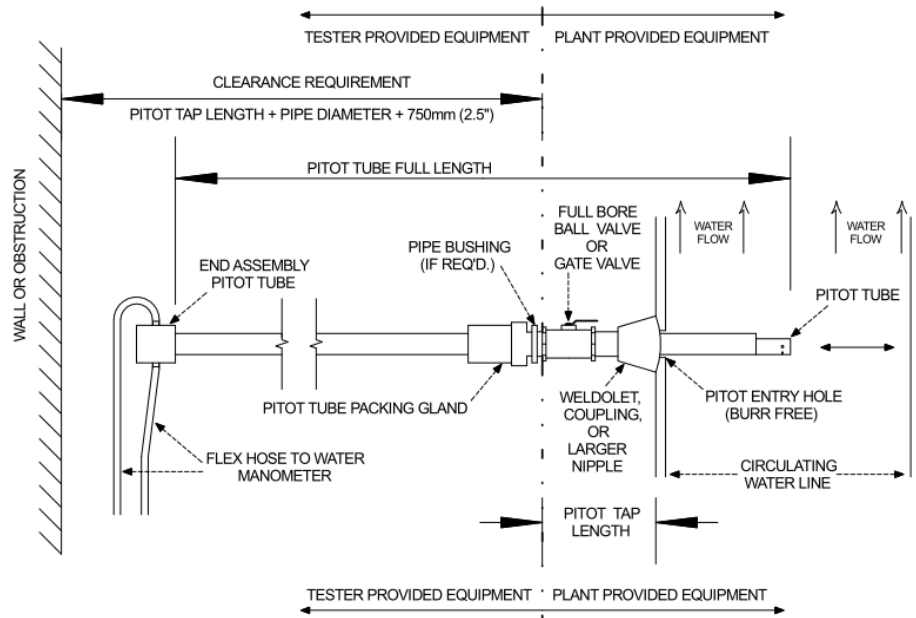 TESTER PROVIDED EQUIPMENT
PLANT PROVIDED EQUIPMENT
CLEARANCE REQUIREMENT
PITOT TAP LENGTH + PIPE DIAMETER + 750mm (2.5")
PITOT TUBE FULL LENGTH
WALL OR OBSTRUCTION
FULL BORE
BALL VALVE
OR
GATE VALVE
WATER
FLOW
WATER
FLOW
PIPE BUSHING
(IF REQ'D.)
END ASSEMBLY
PITOT TUBE
PITOT TUBE
PITOT TUBE PACKING GLAND
WELDOLET,
COUPLING,
OR
LARGER
NIPPLE
PITOT ENTRY HOLE
(BURR FREE)
FLEX HOSE TO WATER
MANOMETER
CIRCULATING
WATER LINE
PITOT TAP
LENGTH
TESTER PROVIDED EQUIPMENT
PLANT PROVIDED EQUIPMENT